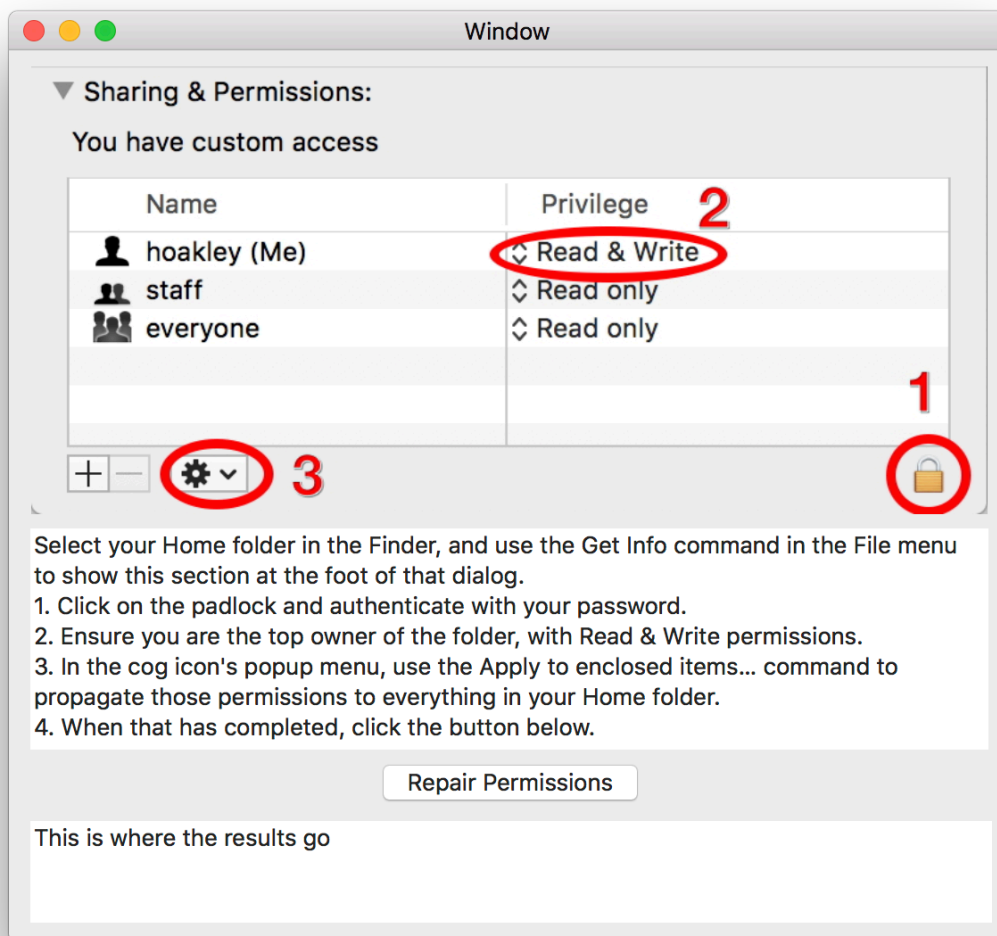 Window
Sharing & Permissions:
You have custom access
Name Privilege 2
hoakley (Me) Read & Write
staff Read only
everyone Read only
1
3
Select your Home folder in the Finder, and use the Get Info command in the File menu
to show this section at the foot of that dialog.
1. Click on the padlock and authenticate with your password.
2. Ensure you are the top owner of the folder, with Read & Write permissions.
3. In the cog icon's popup menu, use the Apply to enclosed items... command to
propagate those permissions to everything in your Home folder.
4. When that has completed, click the button below.
Repair Permissions
This is where the results go